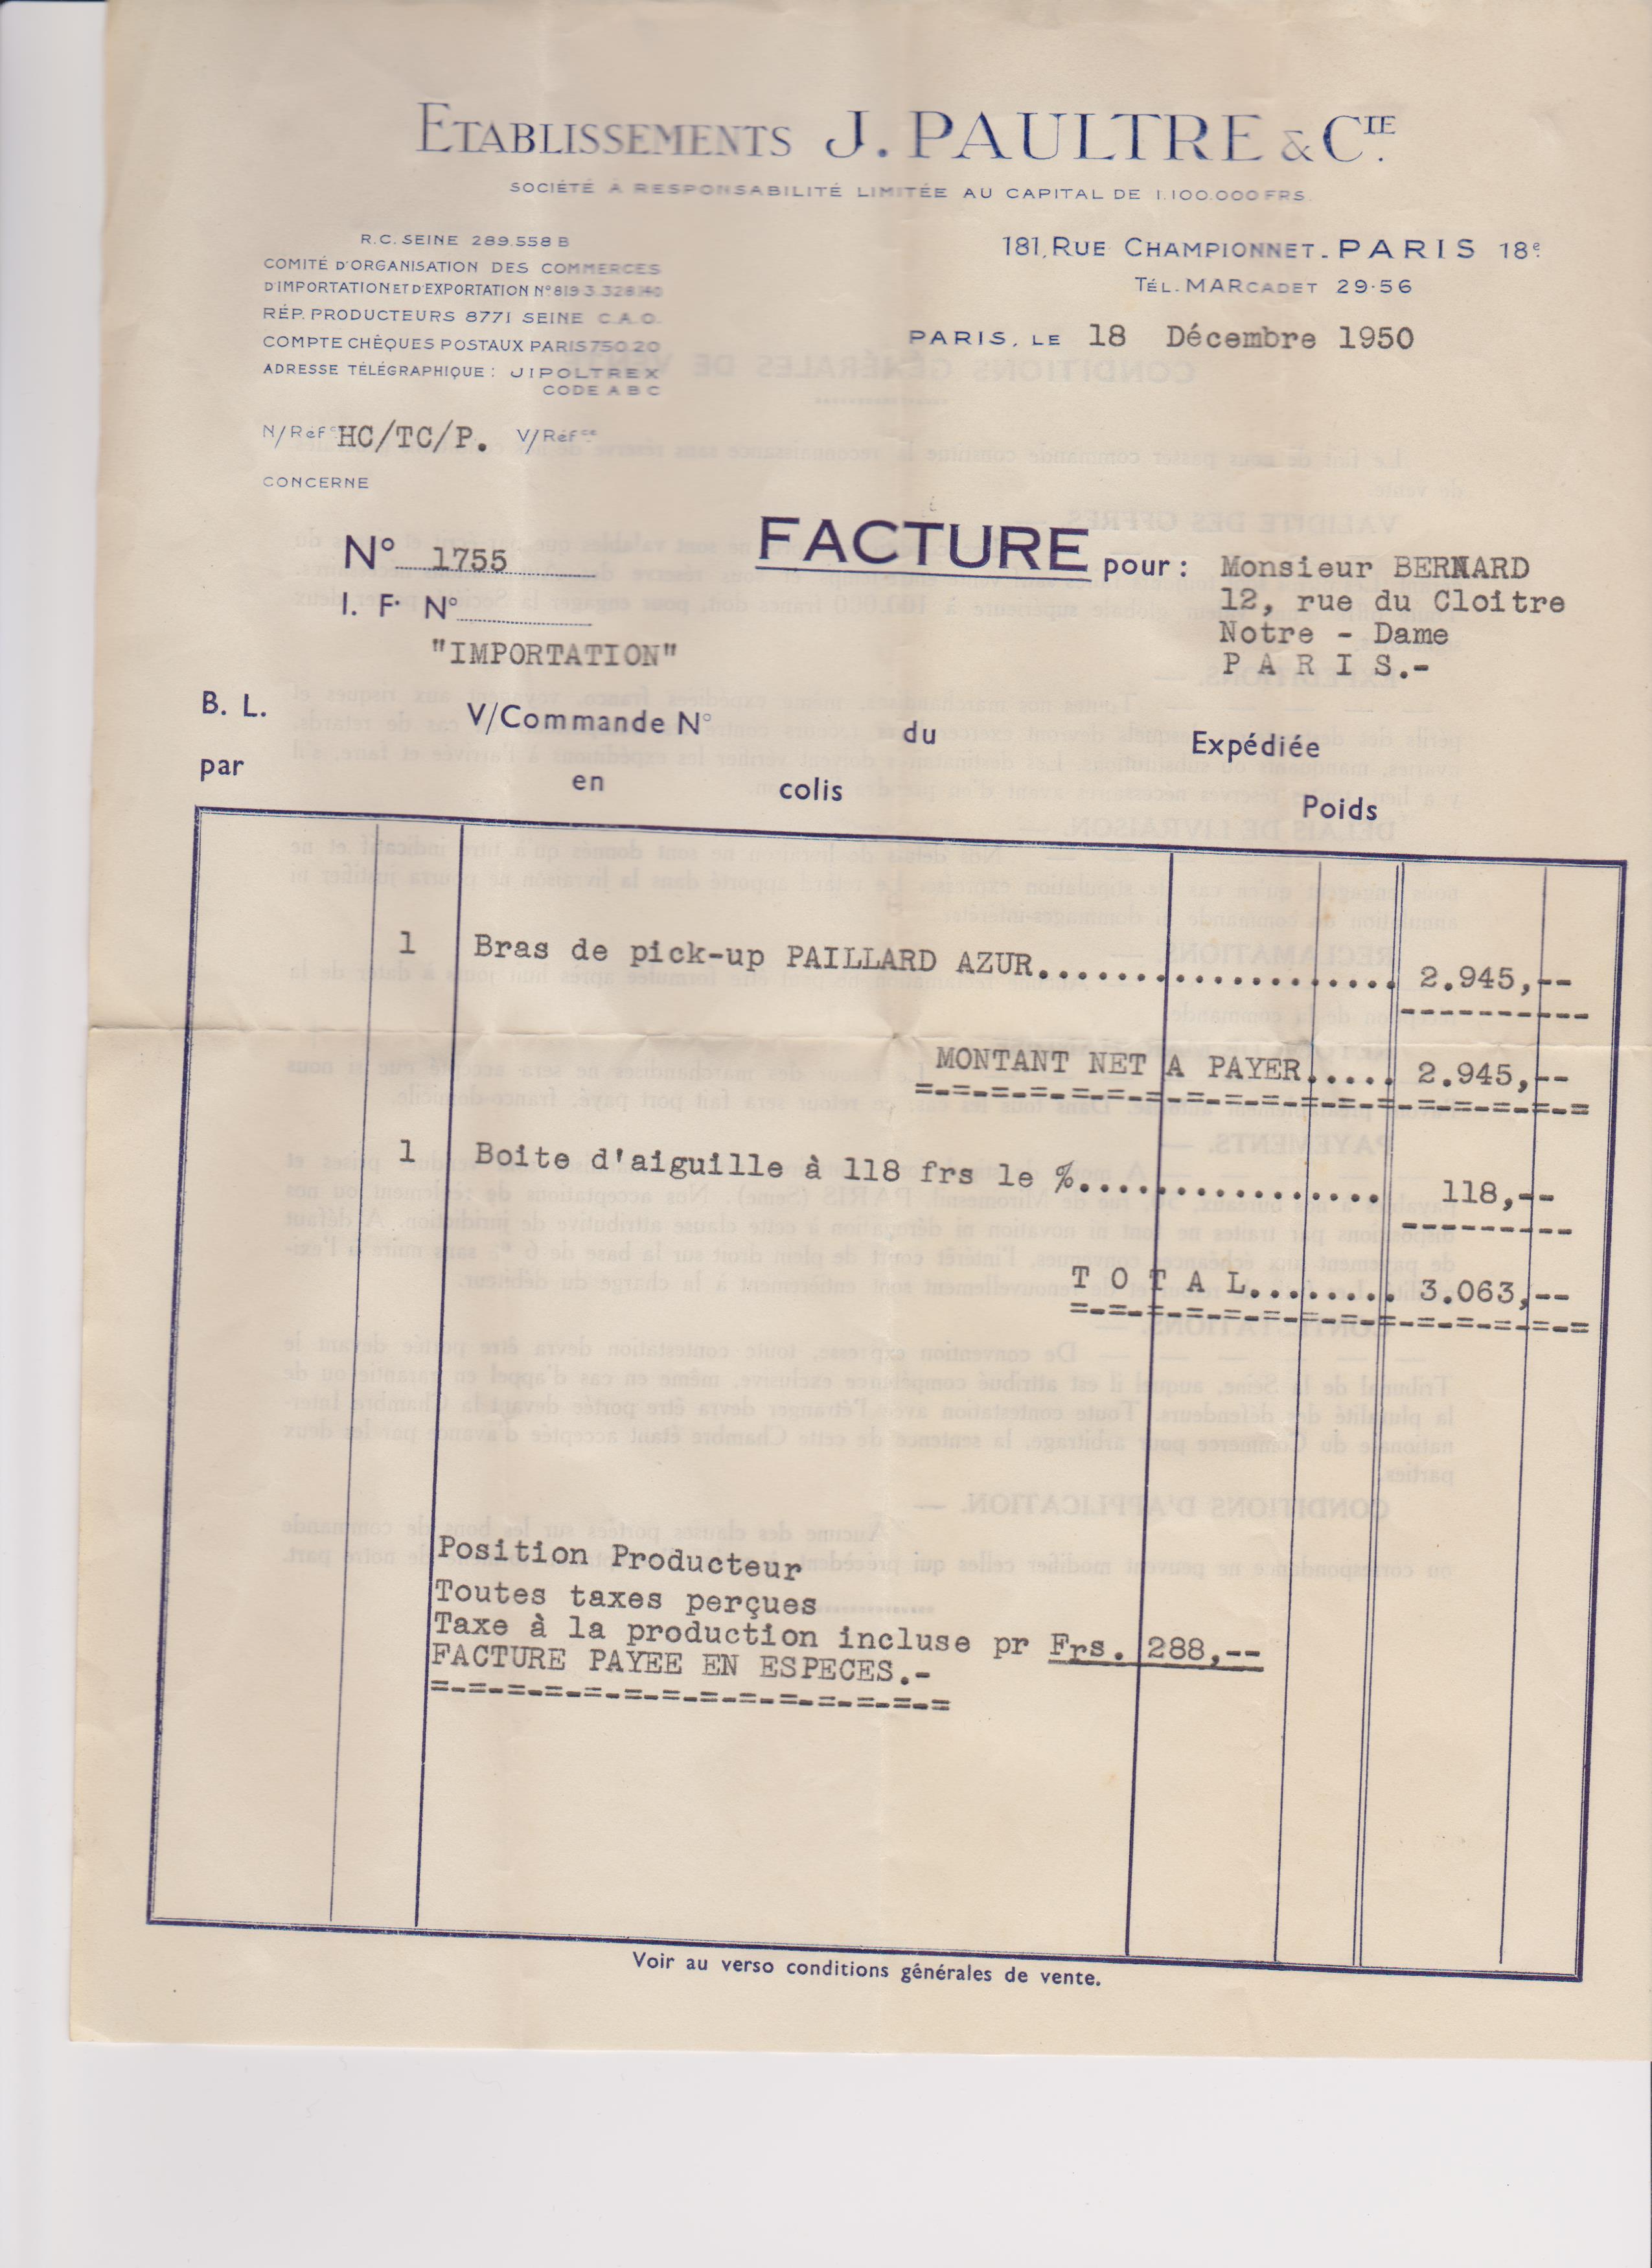 ETABLISSEMENTS J. PAULTRE & CIE.
SOCIÉTÉ A RESPONSABILITÉ LIMITÉE AU CAPITAL DE 1.100.000 FRS.
R.C. SEINE 289.558 B
COMITÉ D'ORGANISATION DES COMMERCES
D'IMPORTATION ET D'EXPORTATION N° 819 3.328/40
RÉP. PRODUCTEURS 8771 SEINE C.A.O.
COMPTE CHÈQUES POSTAUX PARIS 750 20
ADRESSE TÉLÉGRAPHIQUE : JIPOLTREX
CODE A B C
181, RUE CHAMPIONNET - PARIS 18e
TÉL. MARCADET 29-56
PARIS, LE 18 Décembre 1950
N/Réfce HC/TC/P. V/Réfce
CONCERNE
N° 1755
FACTURE pour : Monsieur BERNARD
12, rue du Cloitre
Notre - Dame
P A R I S.-
I. F. N°
"IMPORTATION"
B. L. V/Commande N° du Expédiée
par en colis Poids
1 Bras de pick-up PAILLARD AZUR................... 2.945,--
----------
MONTANT NET A PAYER..... 2.945,--
=-=-=-=-=-=-=-=-=-=-=-=-=-=-=-=-=-=
1 Boite d'aiguille à 118 frs le %................ 118,--
---------
T O T A L........ 3.063,--
=-=-=-=-=-=-=-=-=-=-=-=-=-=
Position Producteur
Toutes taxes perçues
Taxe à la production incluse pr Frs. 288,--
FACTURE PAYEE EN ESPECES.-
=-=-=-=-=-=-=-=-=-=-=-=-=-=
Voir au verso conditions générales de vente.